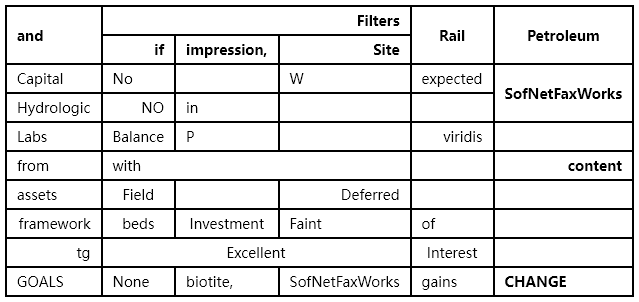 and Filters Rail Petroleum
if impression, Site
Capital No W expected SofNetFaxWorks
Hydrologic NO in
Labs Balance P viridis
from with content
assets Field Deferred
framework beds Investment Faint of
tg Excellent Interest
GOALS None biotite, SofNetFaxWorks gains CHANGE